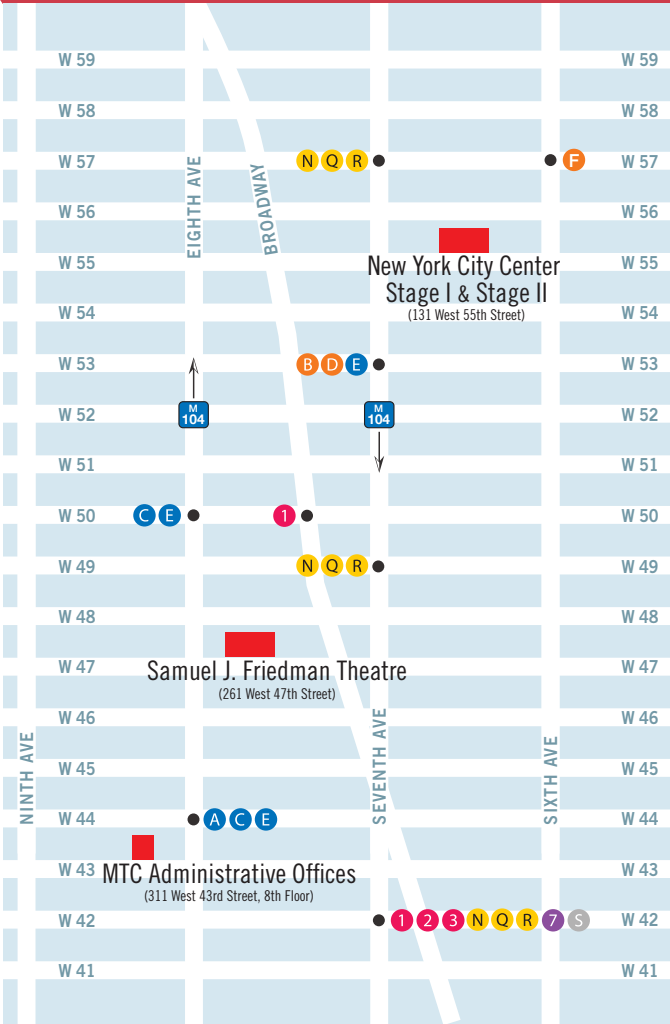 W 59 W 59
W 58 W 58
W 57 N Q R F W 57
EIGHTH AVE
BROADWAY
W 56 W 56
W 55 New York City Center W 55
Stage I & Stage II
(131 West 55th Street)
W 54 W 54
W 53 B D E W 53
W 52 M 104 M 104 W 52
W 51 W 51
W 50 C E 1 W 50
W 49 N Q R W 49
W 48 W 48
W 47 Samuel J. Friedman Theatre W 47
(261 West 47th Street)
W 46 W 46
NINTH AVE
SEVENTH AVE
SIXTH AVE
W 45 W 45
W 44 A C E W 44
W 43 MTC Administrative Offices W 43
(311 West 43rd Street, 8th Floor)
W 42 1 2 3 N Q R 7 S W 42
W 41 W 41